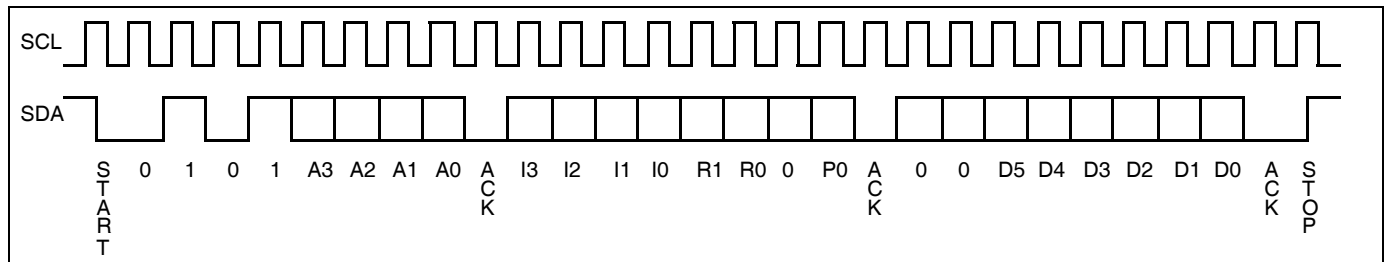 SCL
SDA
START 0 1 0 1 A3 A2 A1 A0 ACK I3 I2 I1 I0 R1 R0 0 P0 ACK 0 0 D5 D4 D3 D2 D1 D0 ACK STOP